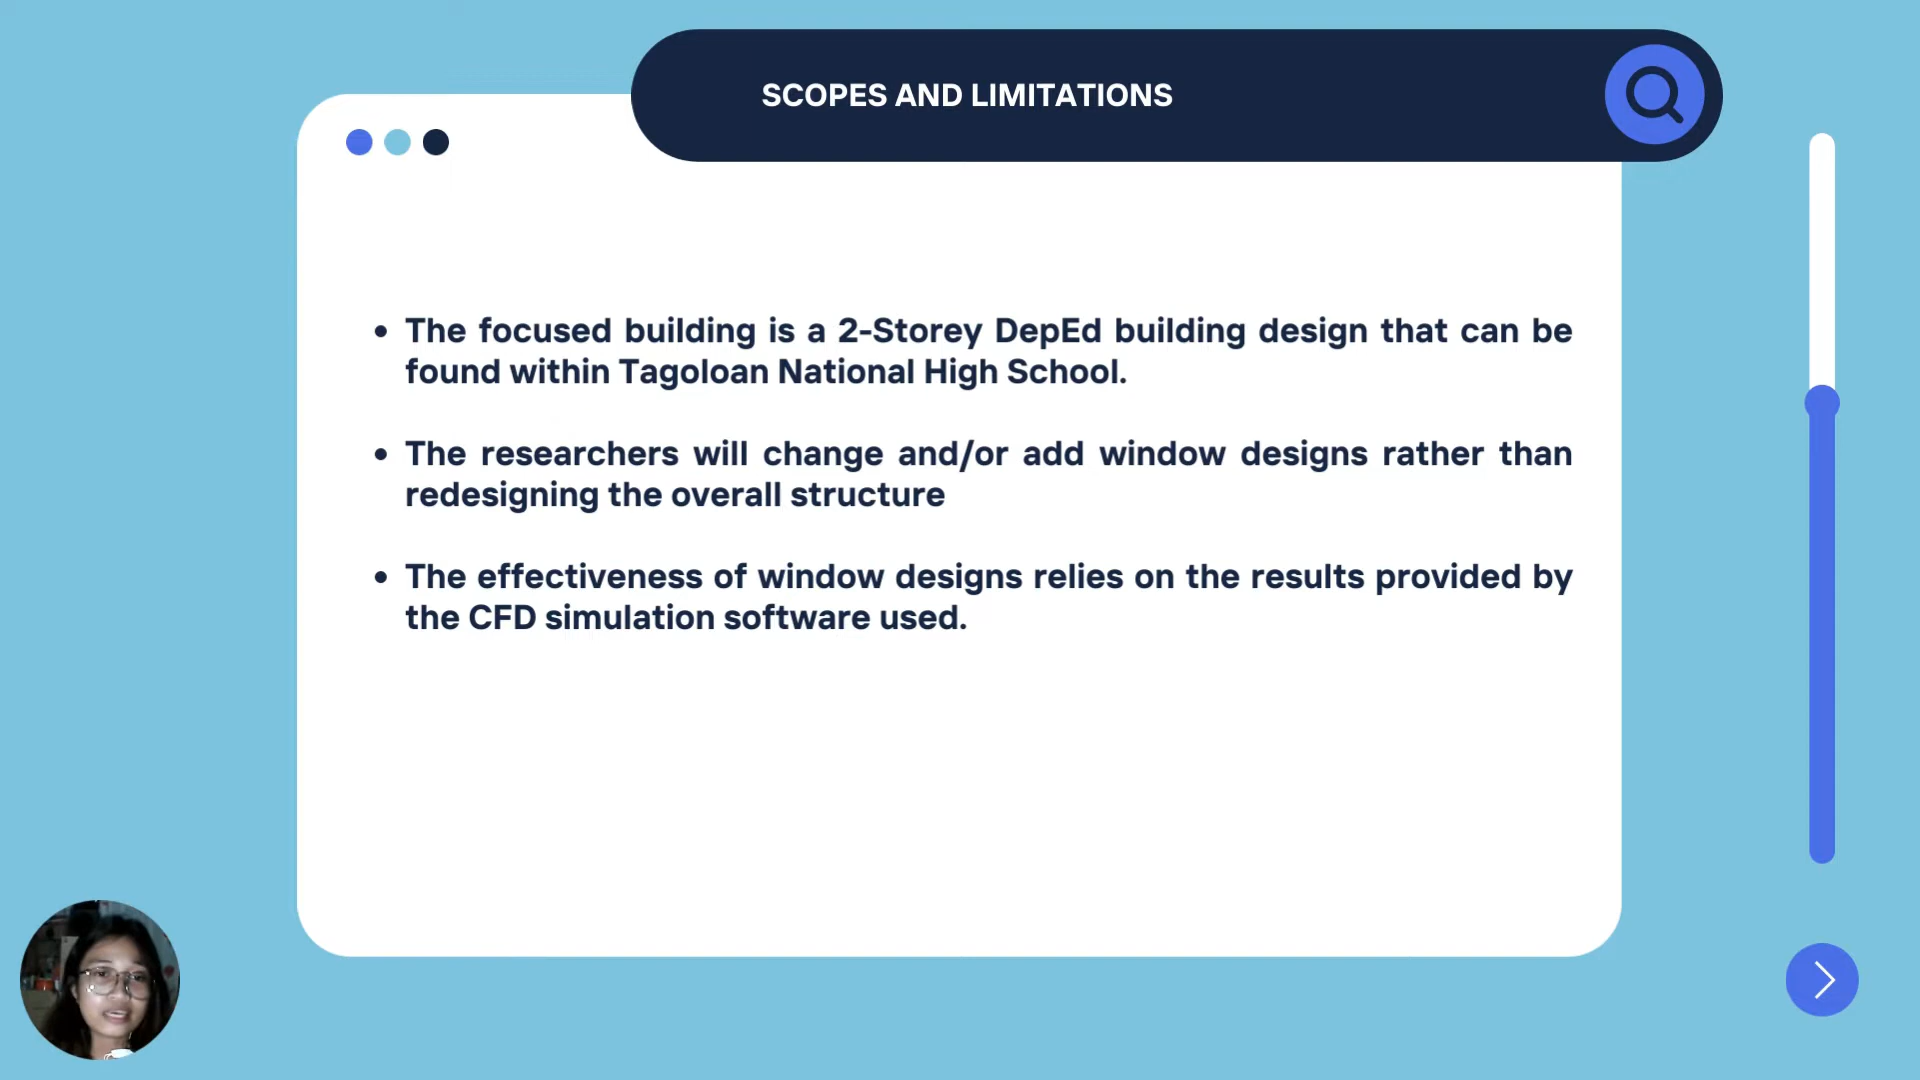 SCOPES AND LIMITATIONS
• The focused building is a 2-Storey DepEd building design that can be
found within Tagoloan National High School.
• The researchers will change and/or add window designs rather than
redesigning the overall structure
• The effectiveness of window designs relies on the results provided by
the CFD simulation software used.